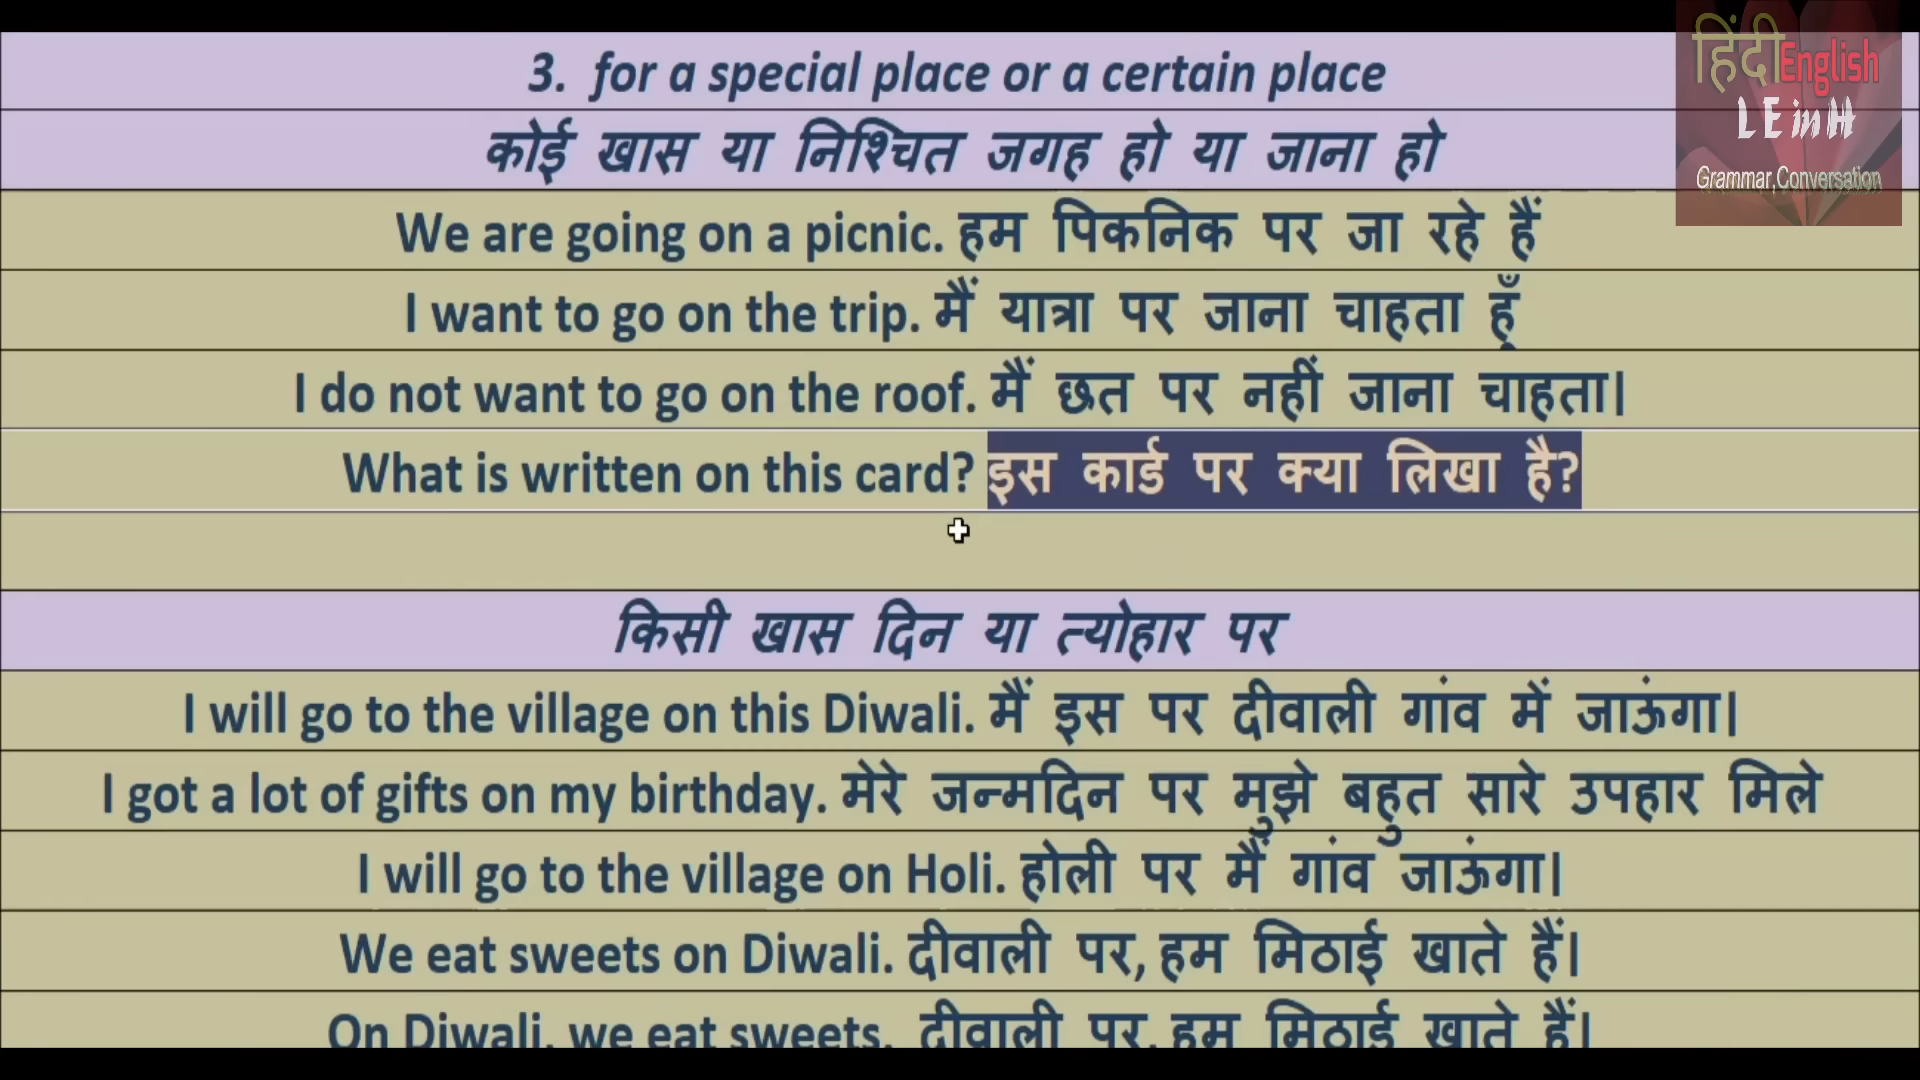 3. for a special place or a certain place
कोई खास या निश्चित जगह हो या जाना हो
We are going on a picnic. हम पिकनिक पर जा रहे हैं
I want to go on the trip. मैं यात्रा पर जाना चाहता हूँ
I do not want to go on the roof. मैं छत पर नहीं जाना चाहता|
What is written on this card? इस कार्ड पर क्या लिखा है?
किसी खास दिन या त्योहार पर
I will go to the village on this Diwali. मैं इस पर दीवाली गांव में जाऊंगा|
I got a lot of gifts on my birthday. मेरे जन्मदिन पर मुझे बहुत सारे उपहार मिले
I will go to the village on Holi. होली पर मैं गांव जाऊंगा|
We eat sweets on Diwali. दीवाली पर, हम मिठाई खाते हैं|
On Diwali, we eat sweets. दीवाली पर, हम मिठाई खाते हैं|
हिंदी English
L E in H
Grammar,Conversation